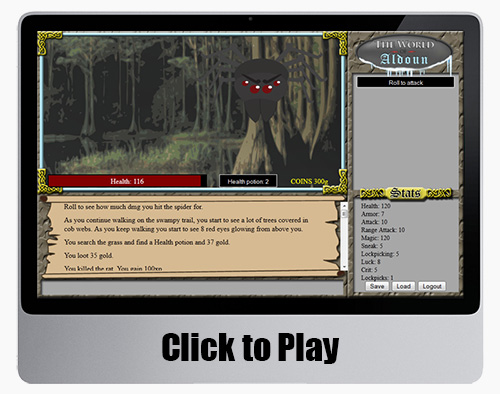 THE WORLD
Aldoun
Roll to attack
Health: 116
Health potion: 2
COINS 300g
Roll to see how much dmg you hit the spider for.
As you continue walking on the swampy trail, you start to see a lot of trees covered in
cob webs. As you keep walking you start to see 8 red eyes glowing from above you.
You search the grass and find a Health potion and 37 gold.
You loot 35 gold.
You killed the rat. You gain 100xp
Stats
Health: 120
Armor: 7
Attack: 10
Range Attack: 10
Magic: 120
Sneak: 5
Lockpicking: 5
Luck: 8
Crit: 5
Lockpicks: 1
Save Load Logout
Click to Play